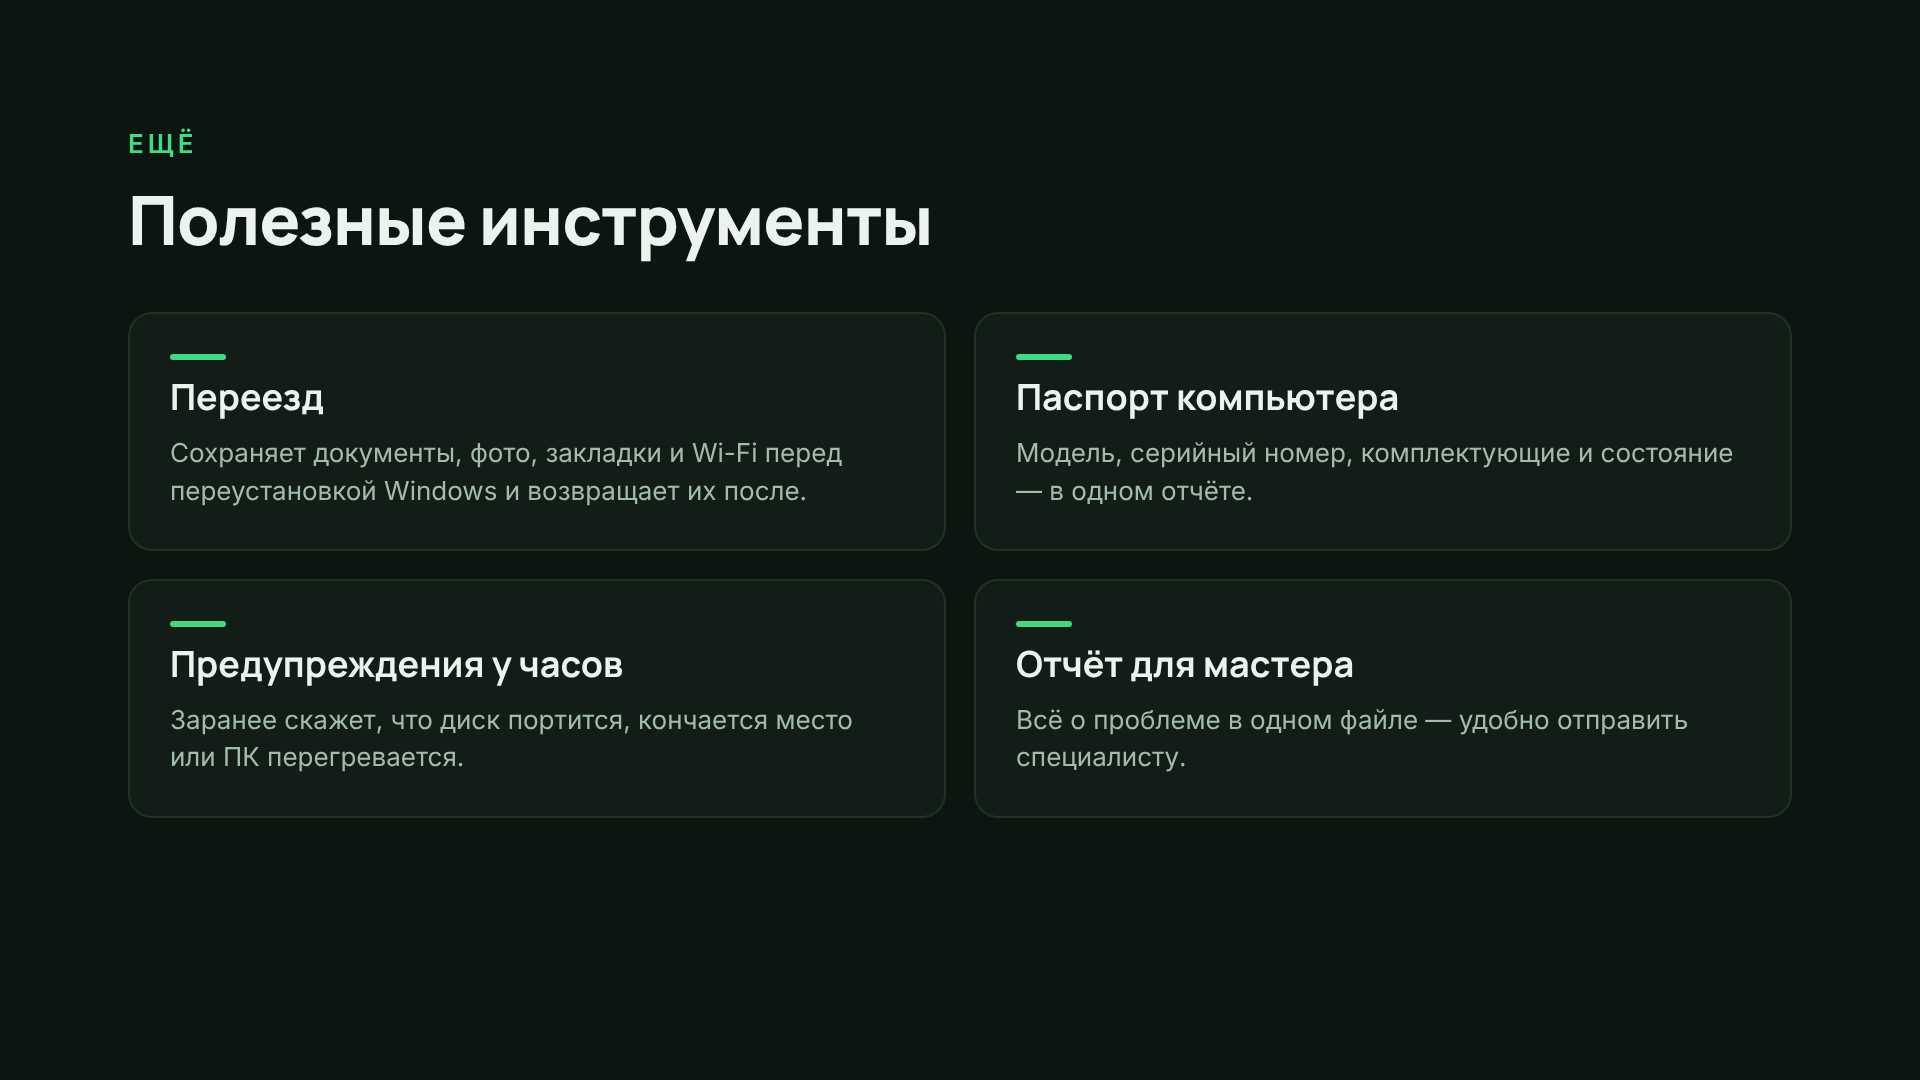 ЕЩЁ
Полезные инструменты
Переезд
Сохраняет документы, фото, закладки и Wi-Fi перед
переустановкой Windows и возвращает их после.
Паспорт компьютера
Модель, серийный номер, комплектующие и состояние
— в одном отчёте.
Предупреждения у часов
Заранее скажет, что диск портится, кончается место
или ПК перегревается.
Отчёт для мастера
Всё о проблеме в одном файле — удобно отправить
специалисту.